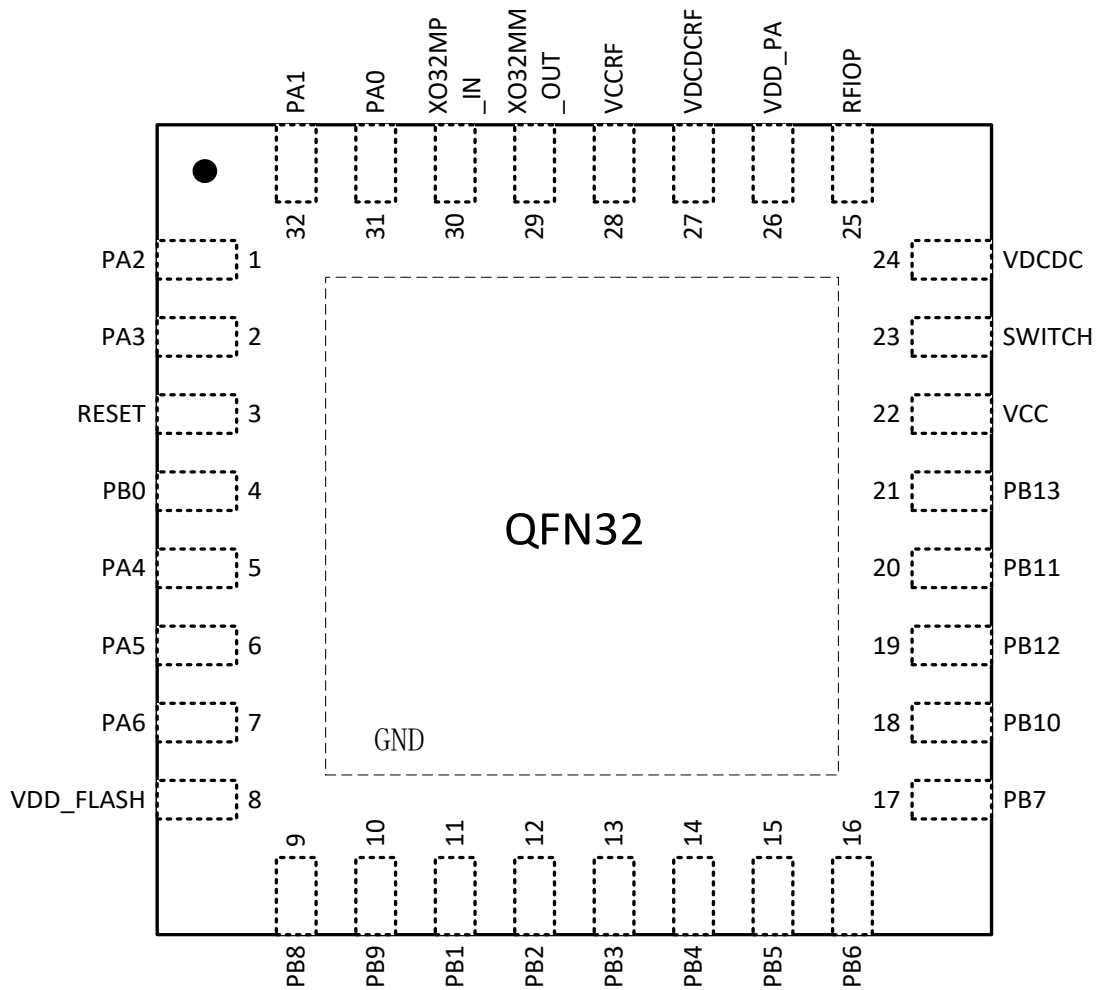 PA1
PA0
XO32MP
_IN
XO32MM
_OUT
VCCRF
VDCDCRF
VDD_PA
RFIOP
32
31
30
29
28
27
26
25
PA2 1
PA3 2
RESET 3
PB0 4
PA4 5
PA5 6
PA6 7
VDD_FLASH 8
24 VDCDC
23 SWITCH
22 VCC
21 PB13
20 PB11
19 PB12
18 PB10
17 PB7
QFN32
GND
9
10
11
12
13
14
15
16
PB8
PB9
PB1
PB2
PB3
PB4
PB5
PB6